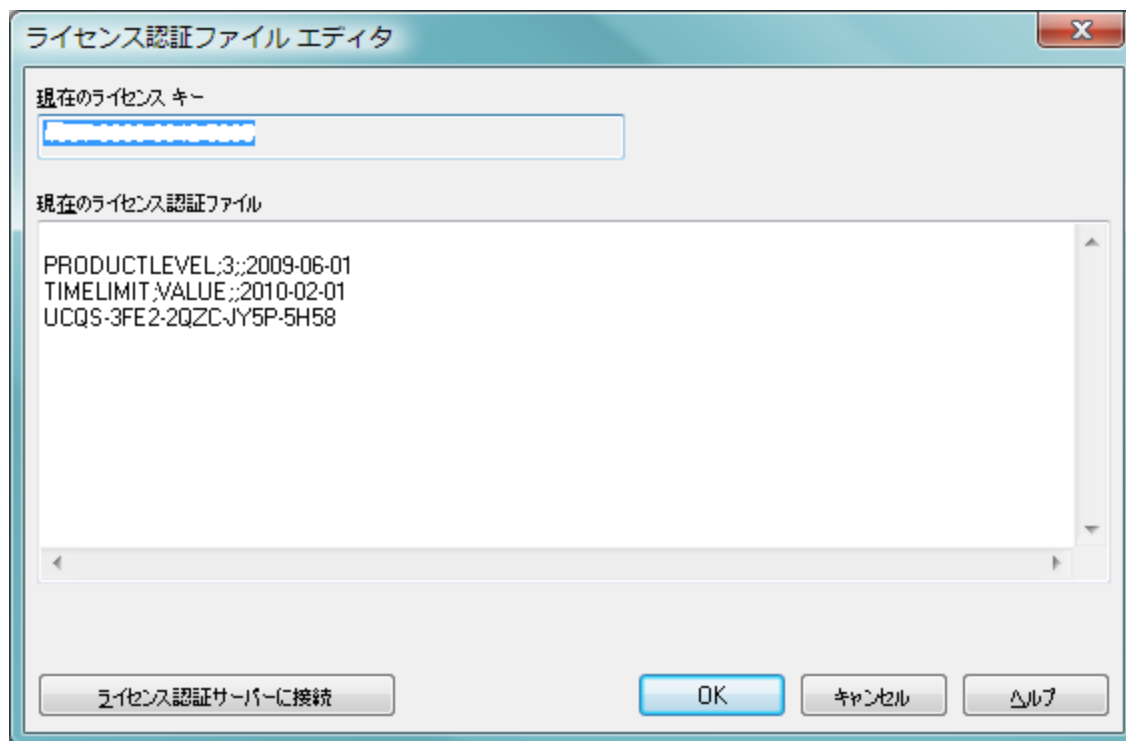 ライセンス認証ファイル エディタ
現在のライセンス キー
現在のライセンス認証ファイル
PRODUCTLEVEL;3;;2009-06-01
TIMELIMIT;VALUE;;2010-02-01
UCQS-3FE2-2QZC-JY5P-5H58
ライセンス認証サーバーに接続
OK
キャンセル
ヘルプ